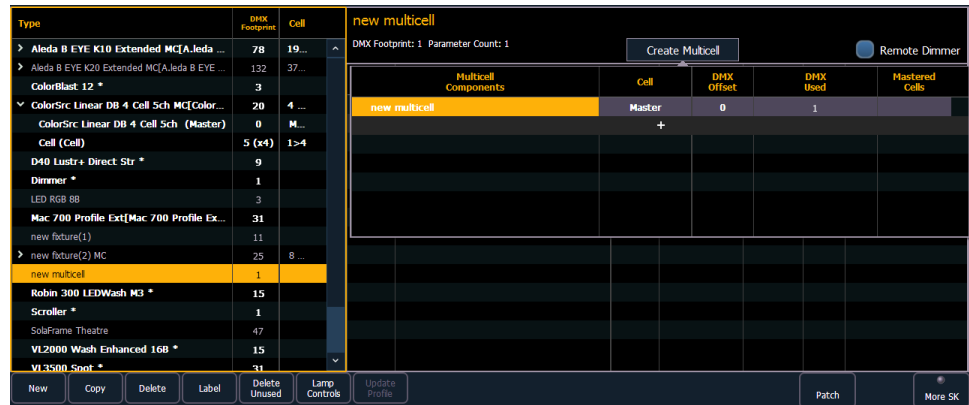 Type DMX Footprint Cell
> Aleda B EYE K10 Extended MC[A.leda ... 78 19...
> Aleda B EYE K20 Extended MC[A.leda B EYE ... 132 37...
ColorBlast 12 * 3
ColorSrc Linear DB 4 Cell 5ch MC[Color... 20 4 ...
ColorSrc Linear DB 4 Cell 5ch (Master) 0 M...
Cell (Cell) 5 (x4) 1>4
D40 Lustr+ Direct Str * 9
Dimmer * 1
LED RGB 8B 3
Mac 700 Profile Ext[Mac 700 Profile Ex... 31
new fixture(1) 11
> new fixture(2) MC 25 8 ...
new multicell 1
Robin 300 LEDWash M3 * 15
Scroller * 1
SolaFrame Theatre 47
VL2000 Wash Enhanced 16B * 15
VL3500 Spot * 31
new multicell
DMX Footprint: 1 Parameter Count: 1
Create Multicell
Remote Dimmer
Multicell Components Cell DMX Offset DMX Used Mastered Cells
new multicell Master 0 1
+
New Copy Delete Label Delete Unused Lamp Controls Update Profile Patch More SK